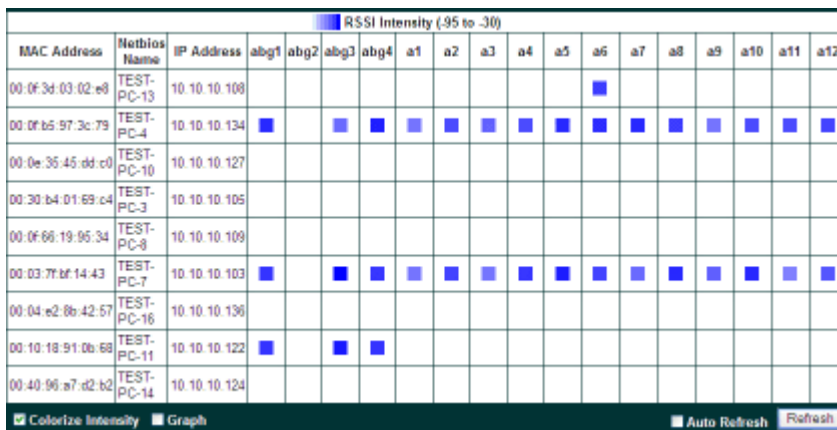 RSSI Intensity (-95 to -30)
MAC Address Netbios Name IP Address abg1 abg2 abg3 abg4 a1 a2 a3 a4 a5 a6 a7 a8 a9 a10 a11 a12
00:0f:3d:03:02:e8 TEST-PC-13 10.10.10.108
00:0f:b5:97:3c:79 TEST-PC-4 10.10.10.134
00:0e:35:45:dd:c0 TEST-PC-10 10.10.10.127
00:30:b4:01:69:c4 TEST-PC-3 10.10.10.105
00:0f:66:19:95:34 TEST-PC-8 10.10.10.109
00:03:7f:bf:14:43 TEST-PC-7 10.10.10.103
00:04:e2:8b:42:57 TEST-PC-16 10.10.10.136
00:10:18:91:0b:68 TEST-PC-11 10.10.10.122
00:40:96:a7:d2:b2 TEST-PC-14 10.10.10.124
Colorize Intensity Graph Auto Refresh Refresh